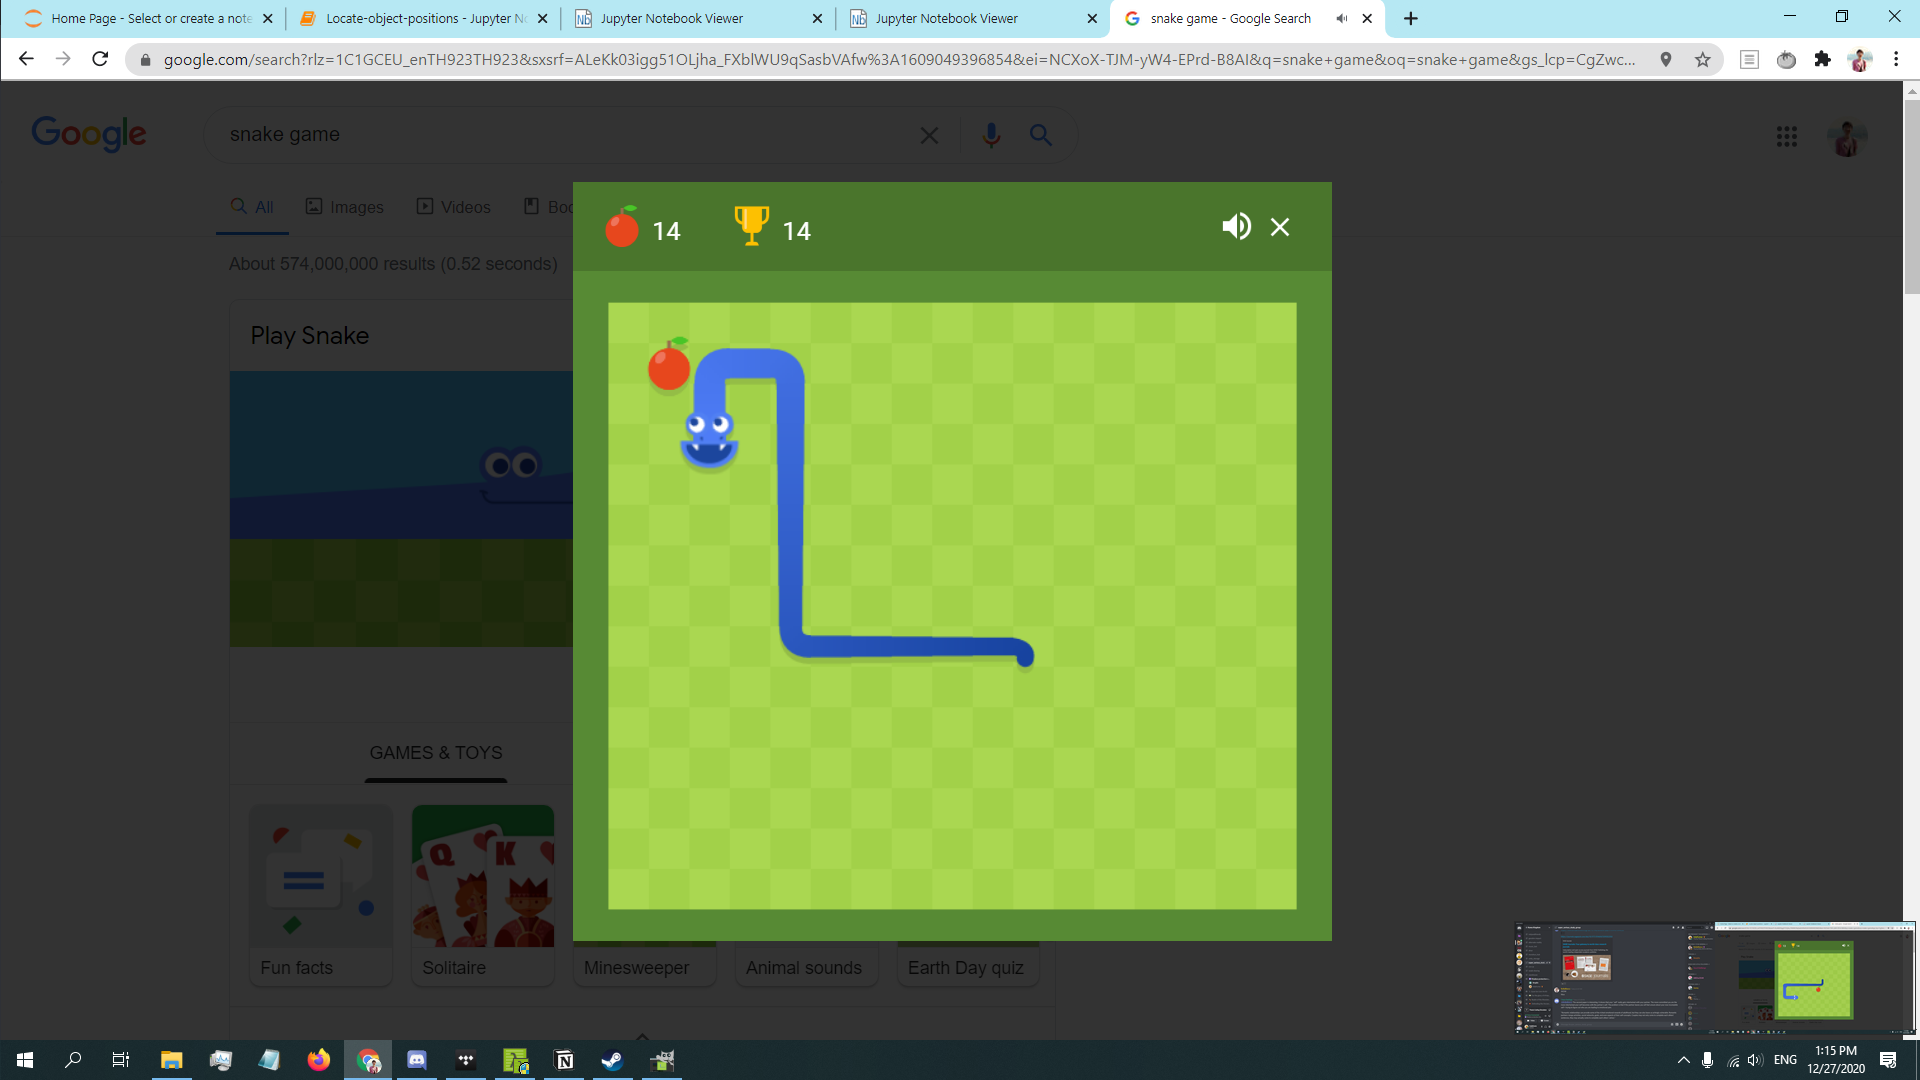 Home Page - Select or create a note
Locate-object-positions - Jupyter No
Jupyter Notebook Viewer
Jupyter Notebook Viewer
snake game - Google Search
google.com/search?rlz=1C1GCEU_enTH923TH923&sxsrf=ALeKk03igg51OLjha_FXblWU9qSasbVAfw%3A1609049396854&ei=NCXoX-TJM-yW4-EPrd-B8AI&q=snake+game&oq=snake+game&gs_lcp=CgZwc...
Google
snake game
All
Images
Videos
Boo
About 574,000,000 results (0.52 seconds)
14
14
Play Snake
GAMES & TOYS
Q
K
Fun facts
Solitaire
Minesweeper
Animal sounds
Earth Day quiz
ENG
1:15 PM
12/27/2020